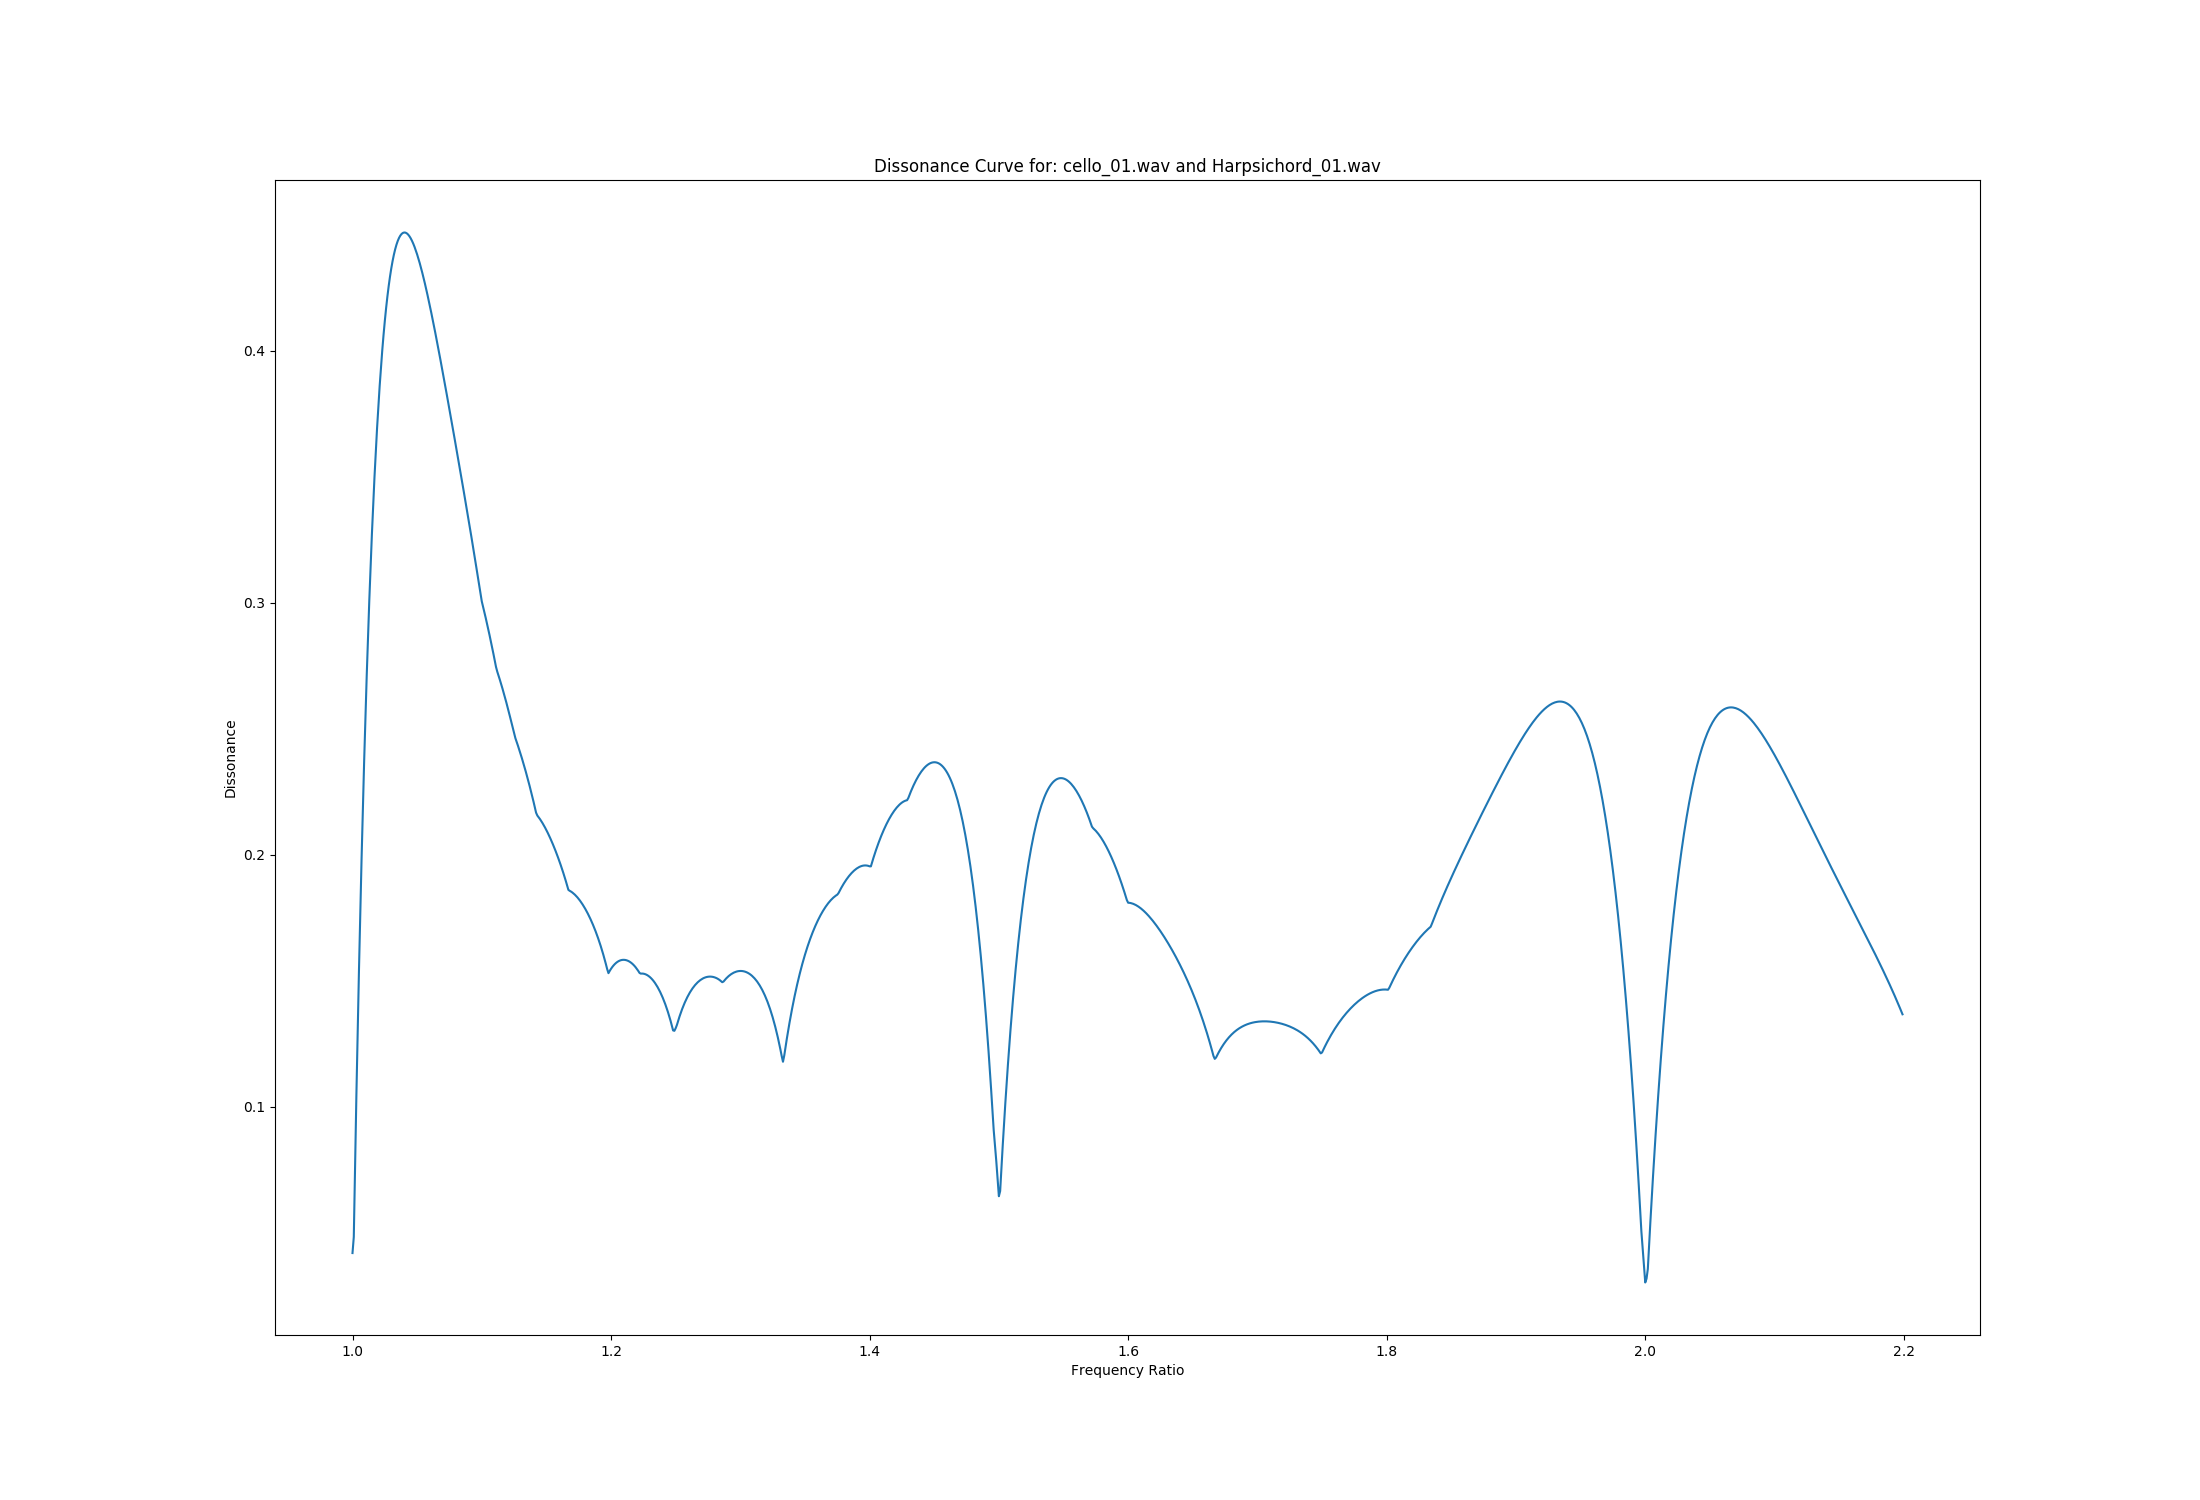 Dissonance Curve for: cello_01.wav and Harpsichord_01.wav
Dissonance
0.4
0.3
0.2
0.1
1.0 1.2 1.4 1.6 1.8 2.0 2.2
Frequency Ratio